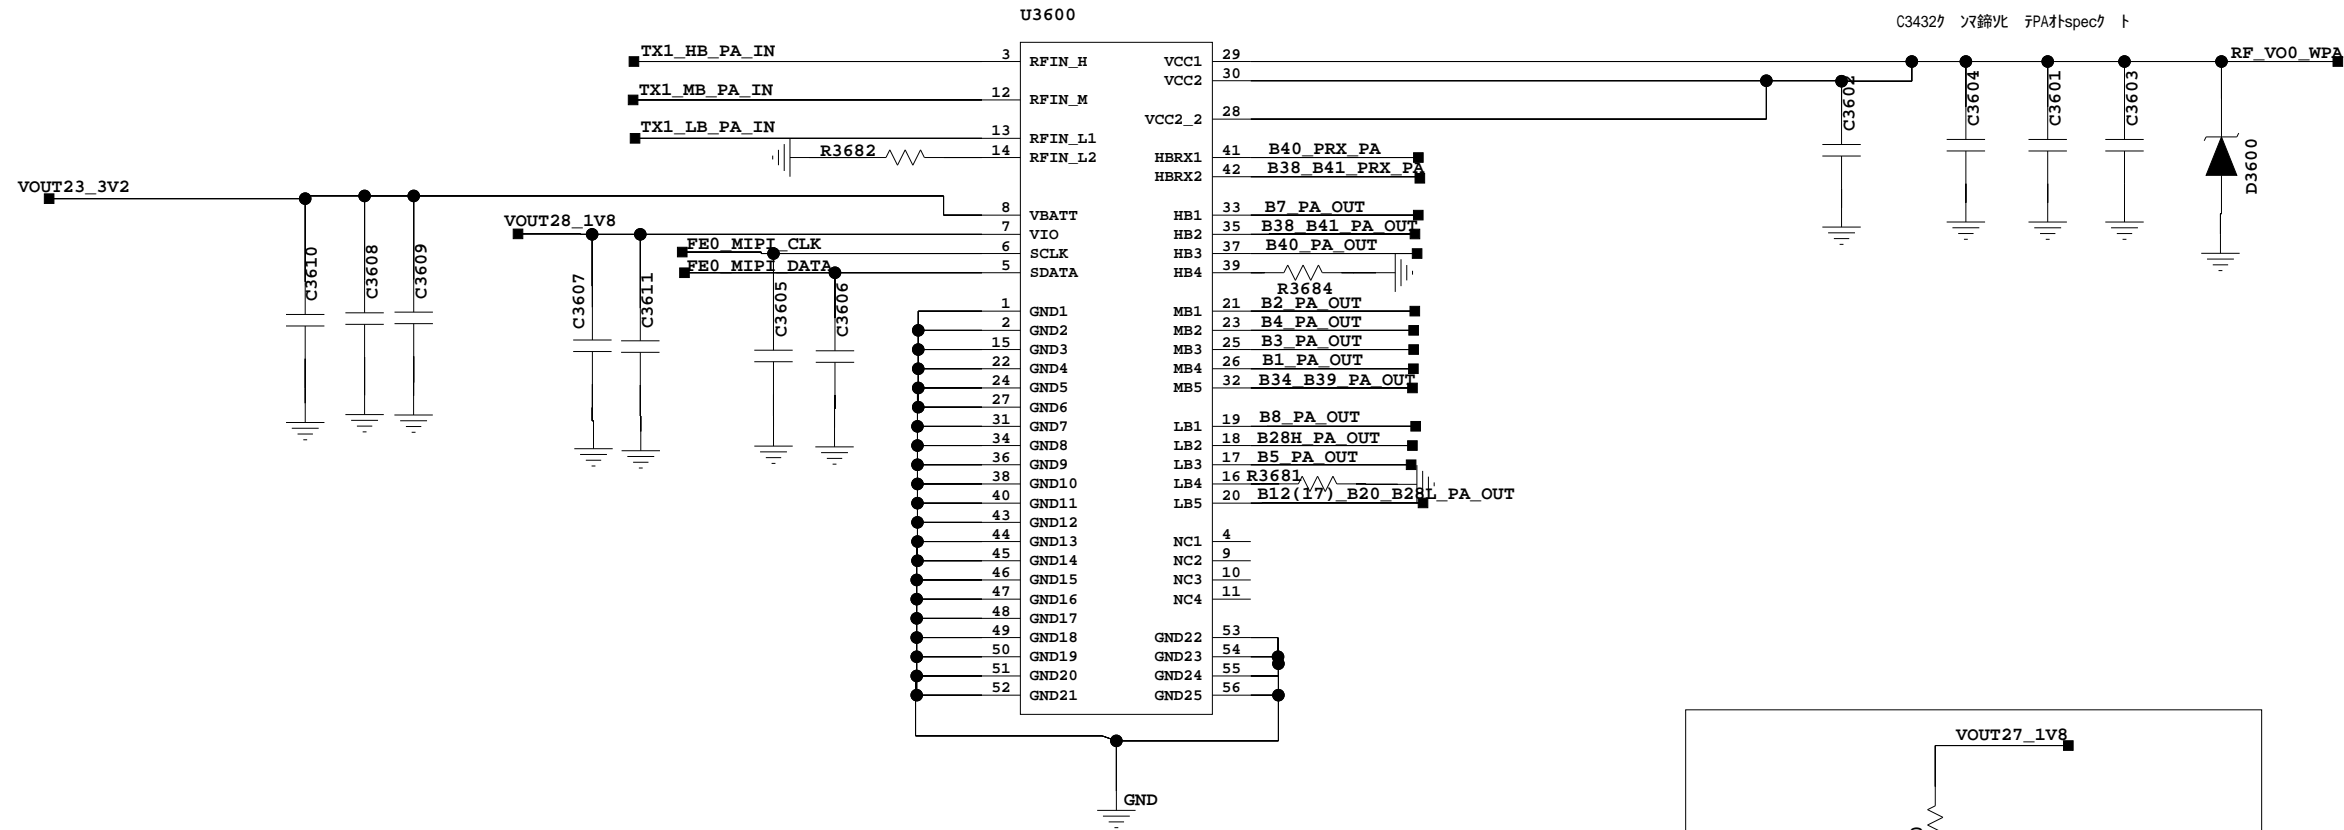 U3600
C3432ｸ ﾝﾏ鍗ｿﾋ ﾃPAｵﾄspecｸ ﾄ
TX1_HB_PA_IN 3 RFIN_H VCC1 29 RF_VO0_WPA
VCC2 30
TX1_MB_PA_IN 12 RFIN_M
VCC2_2 28
C3602 C3604 C3601 C3603
D3600
TX1_LB_PA_IN 13 RFIN_L1
R3682 14 RFIN_L2 HBRX1 41 B40_PRX_PA
HBRX2 42 B38_B41_PRX_PA
VOUT23_3V2 8 VBATT HB1 33 B7_PA_OUT
VOUT28_1V8 7 VIO HB2 35 B38_B41_PA_OUT
FE0_MIPI_CLK 6 SCLK HB3 37 B40_PA_OUT
FE0_MIPI_DATA 5 SDATA HB4 39
R3684
C3610 C3608 C3609 C3607 C3611 C3605 C3606
1 GND1 MB1 21 B2_PA_OUT
2 GND2 MB2 23 B4_PA_OUT
15 GND3 MB3 25 B3_PA_OUT
22 GND4 MB4 26 B1_PA_OUT
24 GND5 MB5 32 B34_B39_PA_OUT
27 GND6
31 GND7 LB1 19 B8_PA_OUT
34 GND8 LB2 18 B28H_PA_OUT
36 GND9 LB3 17 B5_PA_OUT
38 GND10 LB4 16 R3681
40 GND11 LB5 20 B12(17)_B20_B28L_PA_OUT
43 GND12
44 GND13 NC1 4
45 GND14 NC2 9
46 GND15 NC3 10
47 GND16 NC4 11
48 GND17
49 GND18 GND22 53
50 GND19 GND23 54
51 GND20 GND24 55
52 GND21 GND25 56
VOUT27_1V8
GND